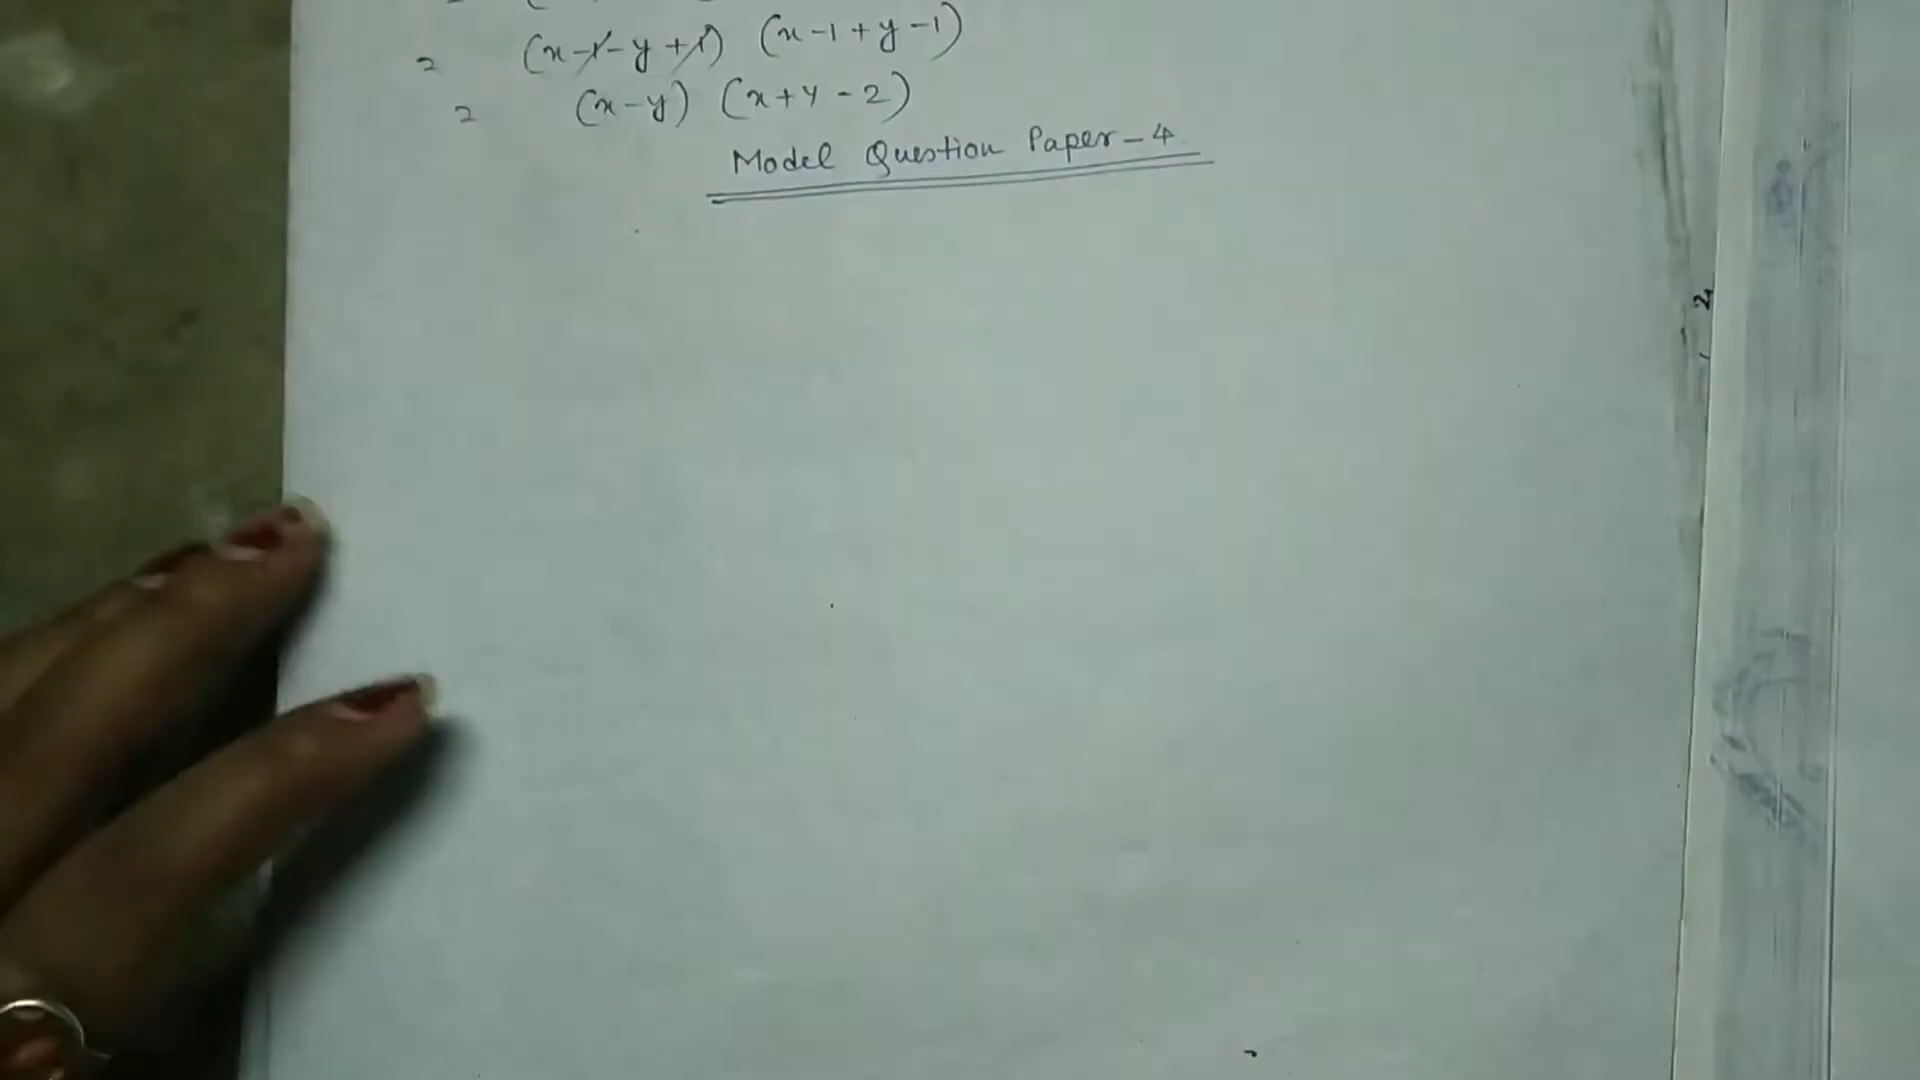 = (x-1-y+1) (x-1+y-1)
= (x-y) (x+y-2)
Model Question Paper-4